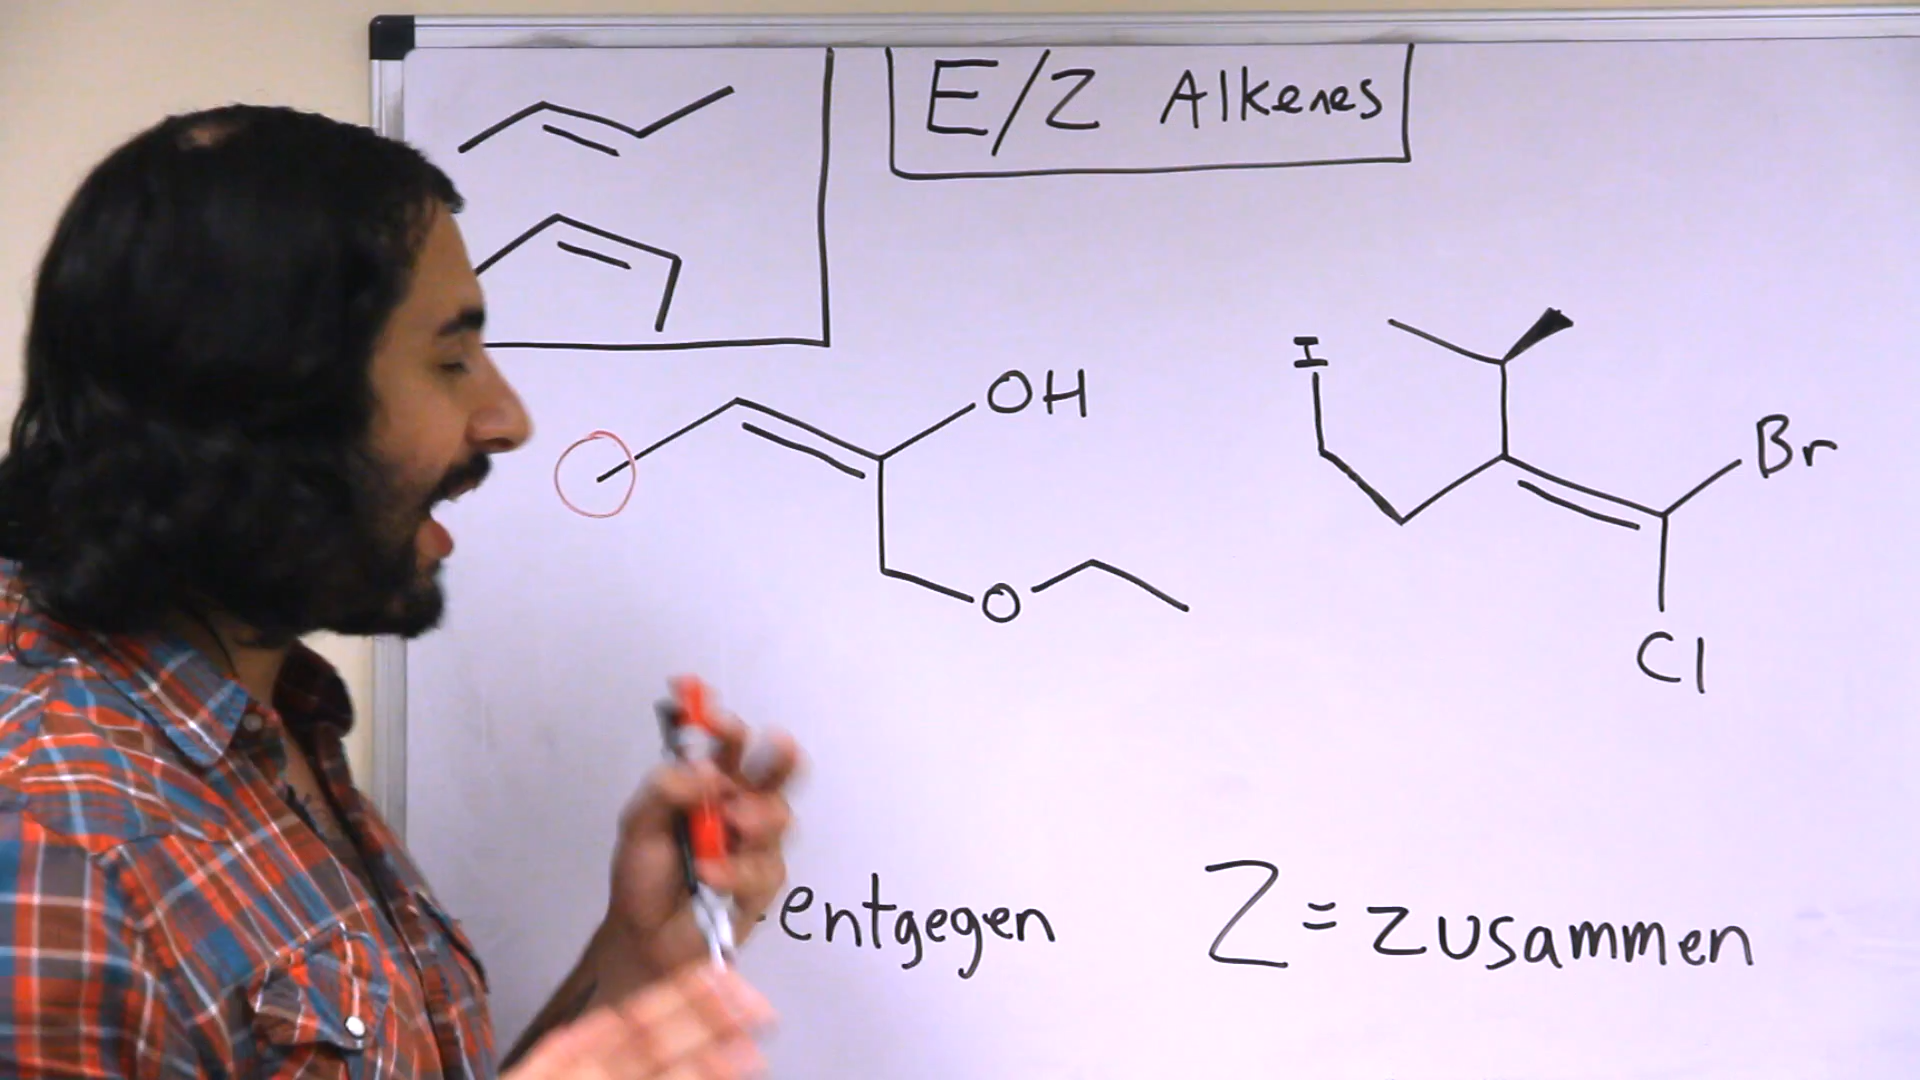 E/Z Alkenes
OH
O
I
Br
Cl
entgegen
Z = zusammen